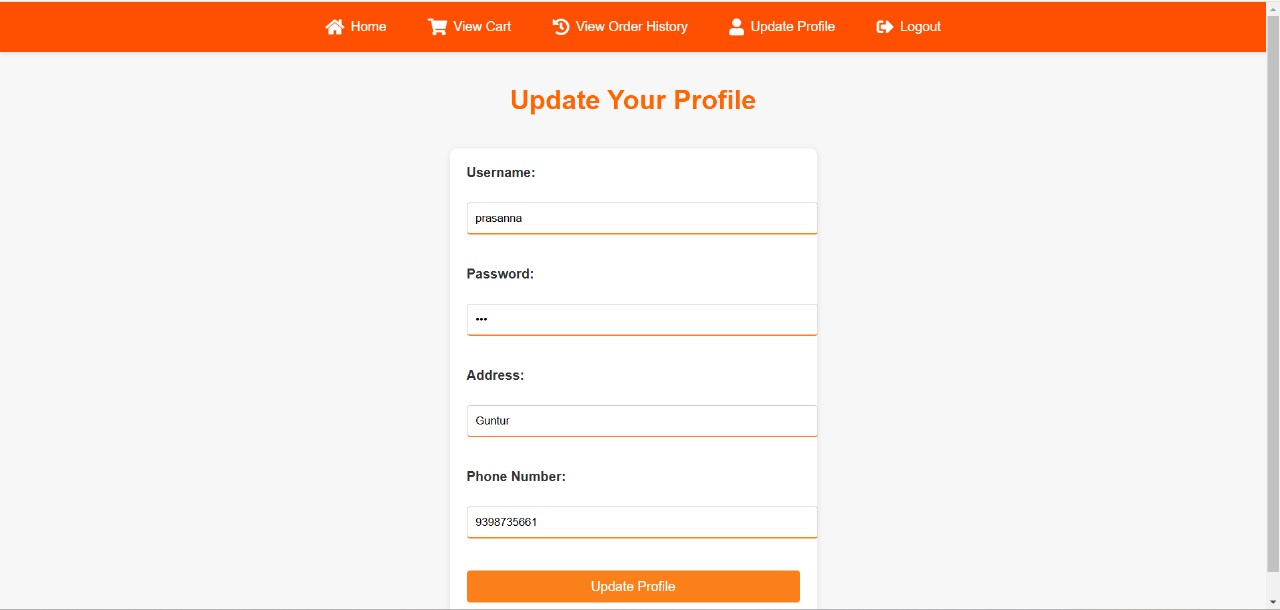 Home View Cart View Order History Update Profile Logout
Update Your Profile
Username:
prasanna
Password:
•••
Address:
Guntur
Phone Number:
9398735661
Update Profile